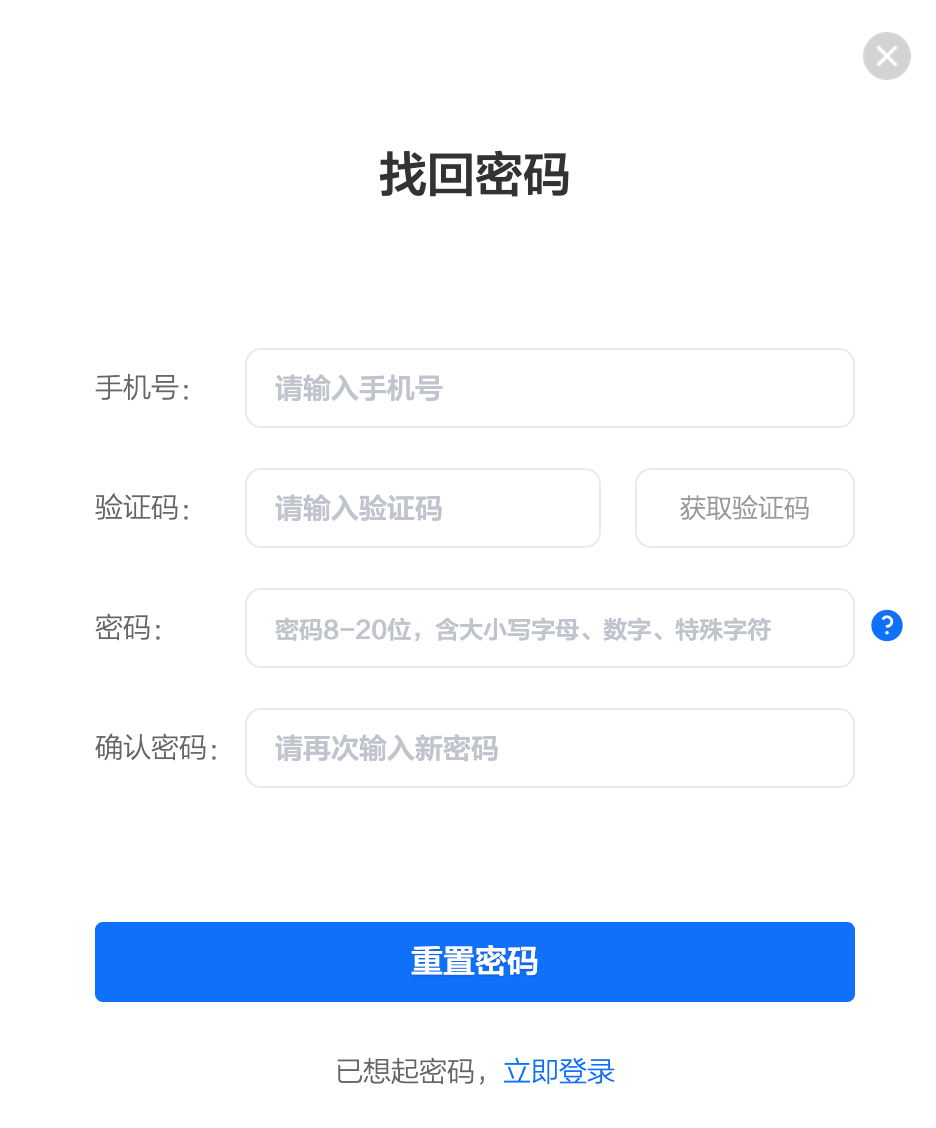 找回密码
手机号：
请输入手机号
验证码：
请输入验证码
获取验证码
密码：
密码8-20位，含大小写字母、数字、特殊字符
?
确认密码：
请再次输入新密码
重置密码
已想起密码，立即登录